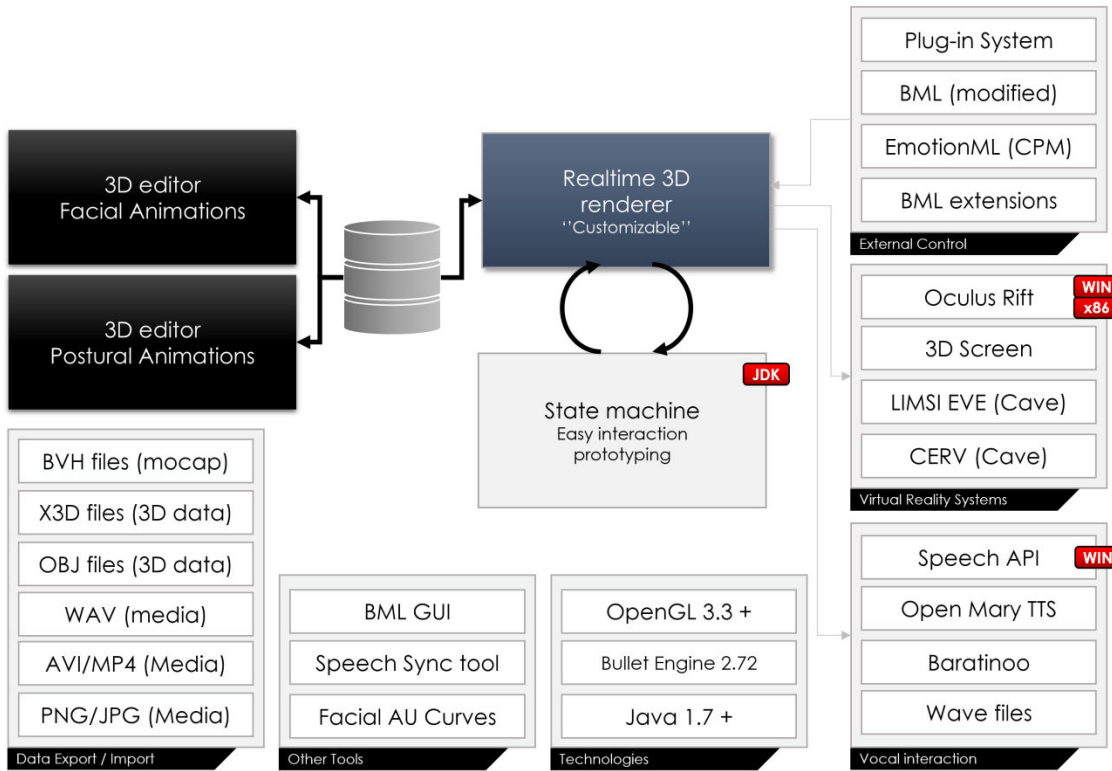 3D editor
Facial Animations
3D editor
Postural Animations
Realtime 3D
renderer
‘‘Customizable’’
JDK
State machine
Easy interaction
prototyping
Plug-in System
BML (modified)
EmotionML (CPM)
BML extensions
External Control
Oculus Rift
WIN
x86
3D Screen
LIMSI EVE (Cave)
CERV (Cave)
Virtual Reality Systems
Speech API
WIN
Open Mary TTS
Baratinoo
Wave files
Vocal interaction
BVH files (mocap)
X3D files (3D data)
OBJ files (3D data)
WAV (media)
AVI/MP4 (Media)
PNG/JPG (Media)
Data Export / Import
BML GUI
Speech Sync tool
Facial AU Curves
Other Tools
OpenGL 3.3 +
Bullet Engine 2.72
Java 1.7 +
Technologies